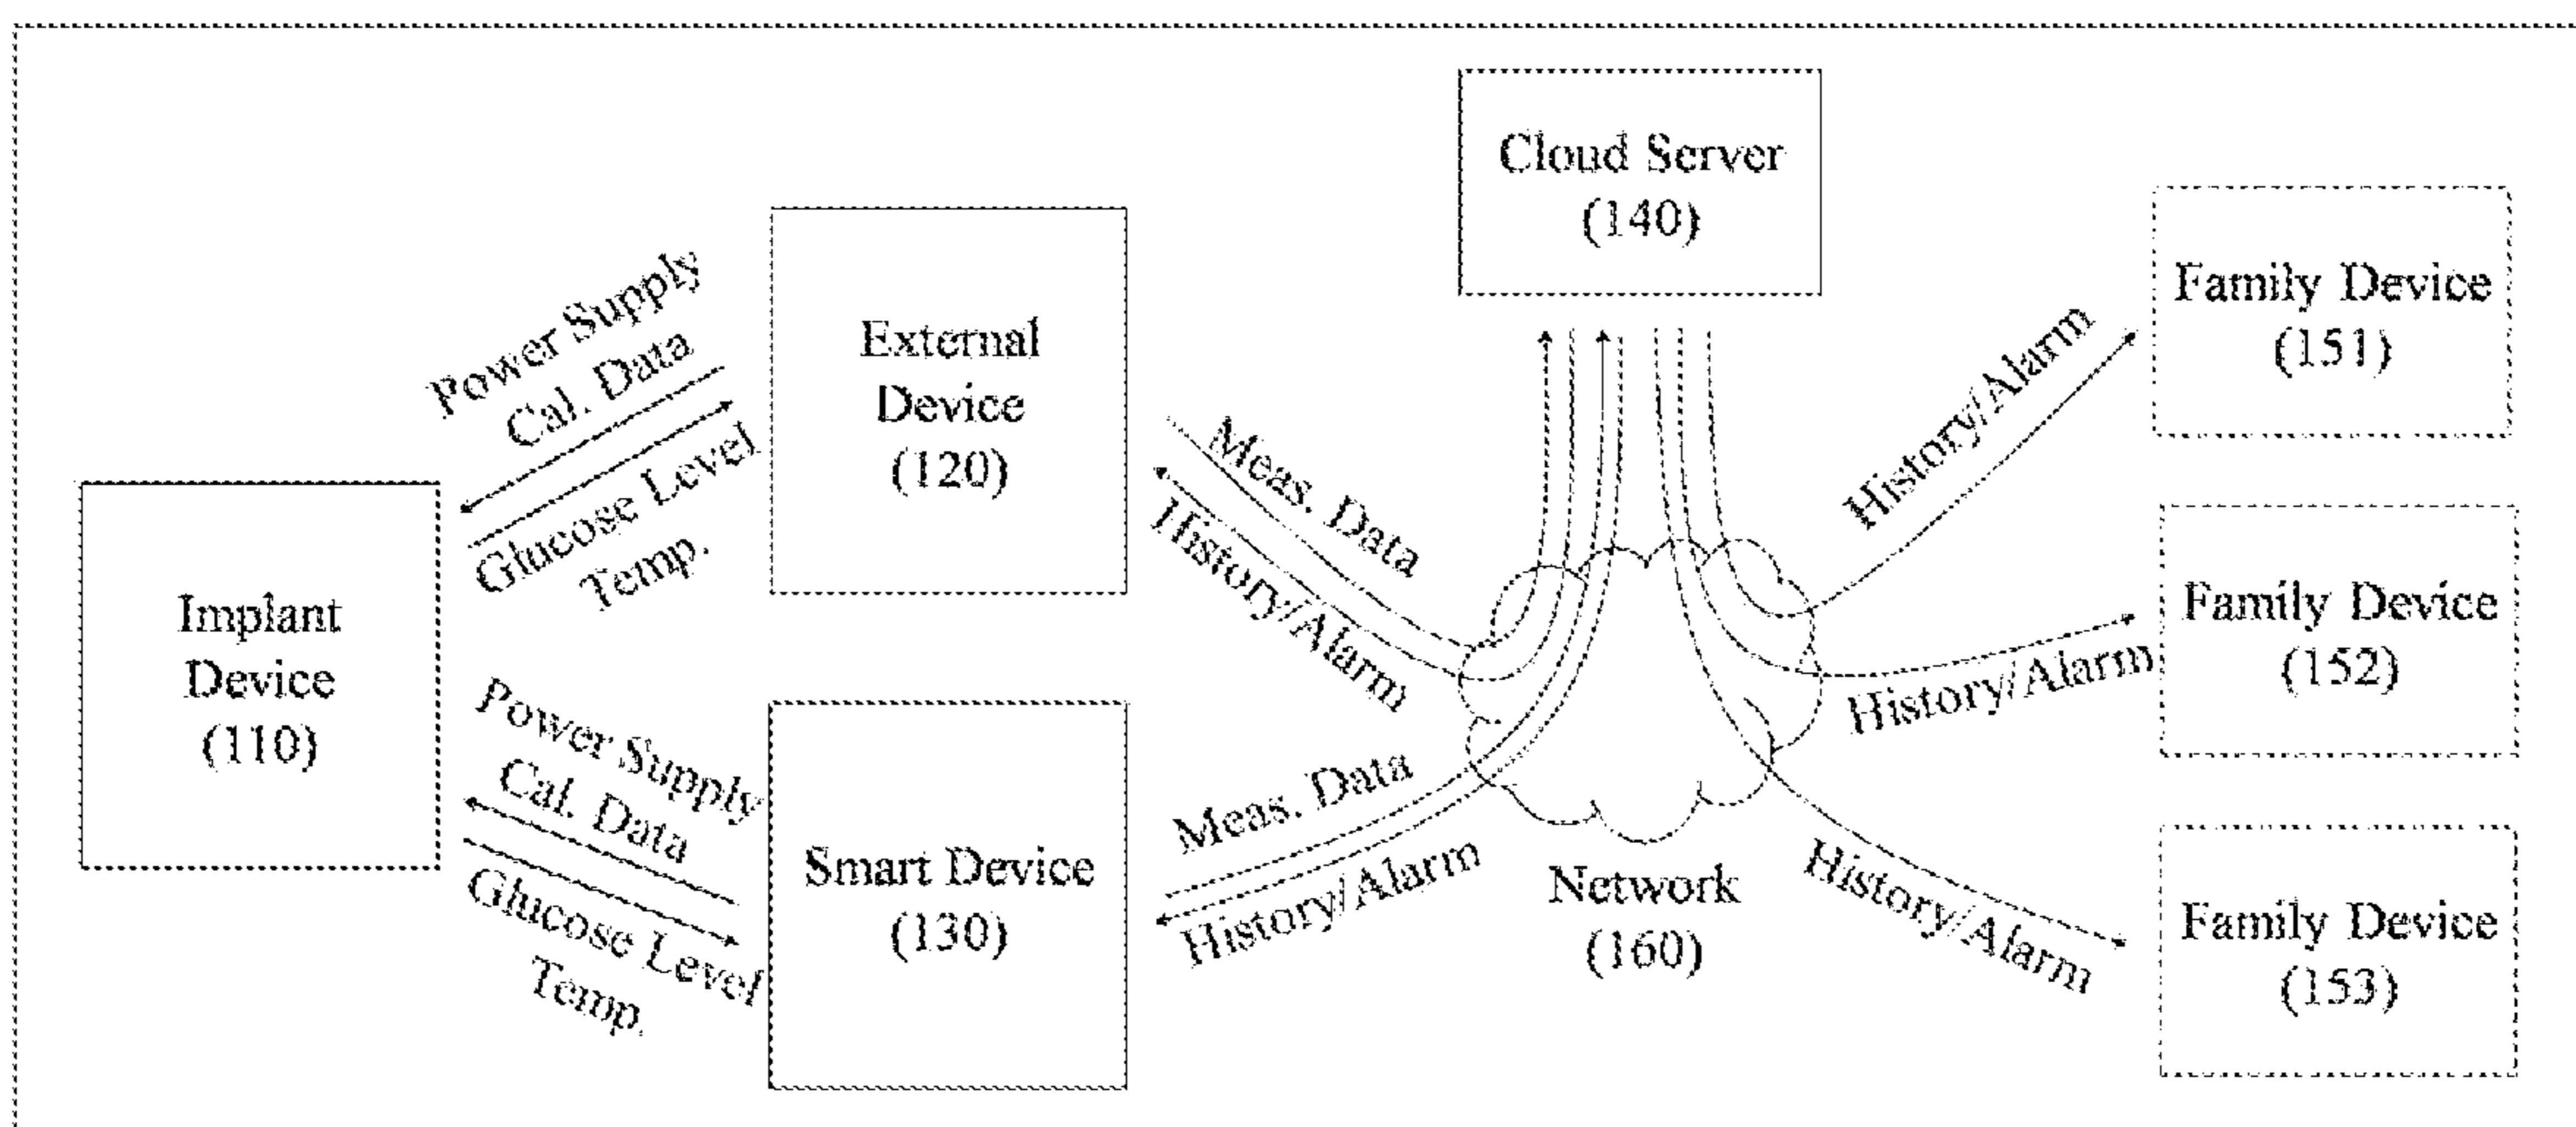 Cloud Server
(140)
Power Supply
Cal. Data
Glucose Level
Temp.
External
Device
(120)
Meas. Data
History/Alarm
History/Alarm
Family Device
(151)
Implant
Device
(110)
History/Alarm
Family Device
(152)
Power Supply
Cal. Data
Glucose Level
Temp.
Smart Device
(130)
Meas. Data
History/Alarm
Network
(160)
History/Alarm
Family Device
(153)